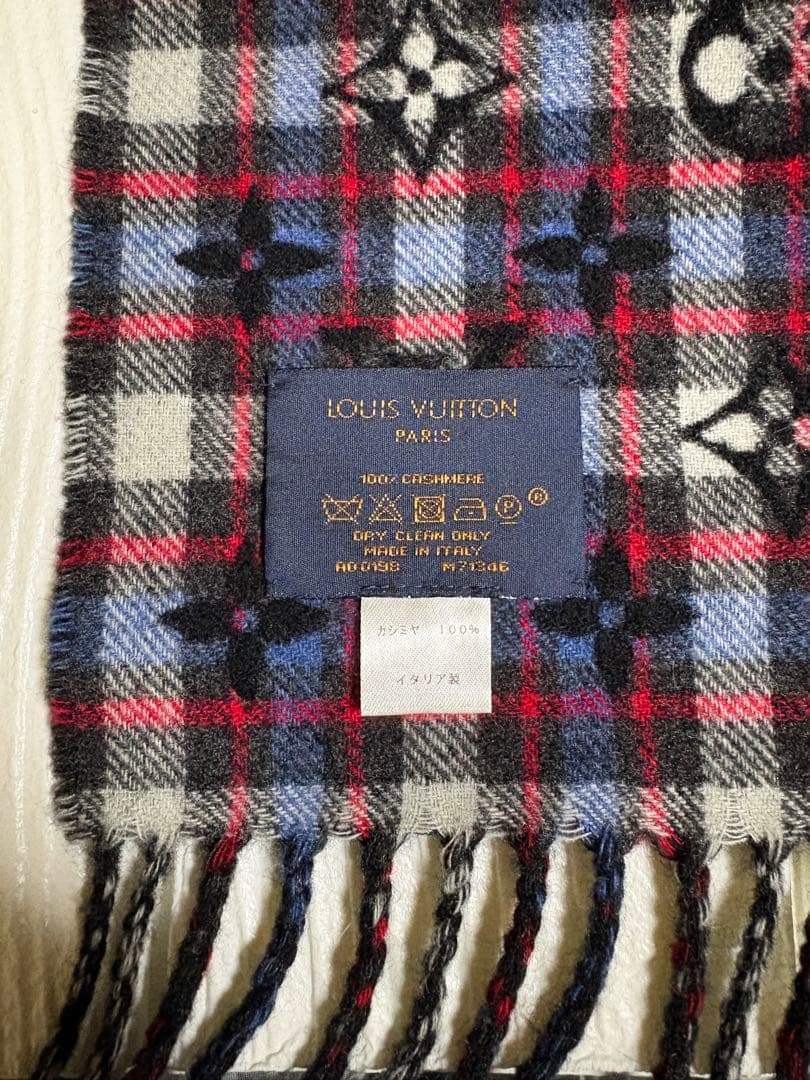 LOUIS VUITTON
PARIS
100% CASHMERE
P ®
DRY CLEAN ONLY
MADE IN ITALY
AD0198 M71346
カシミヤ 100%
イタリア製